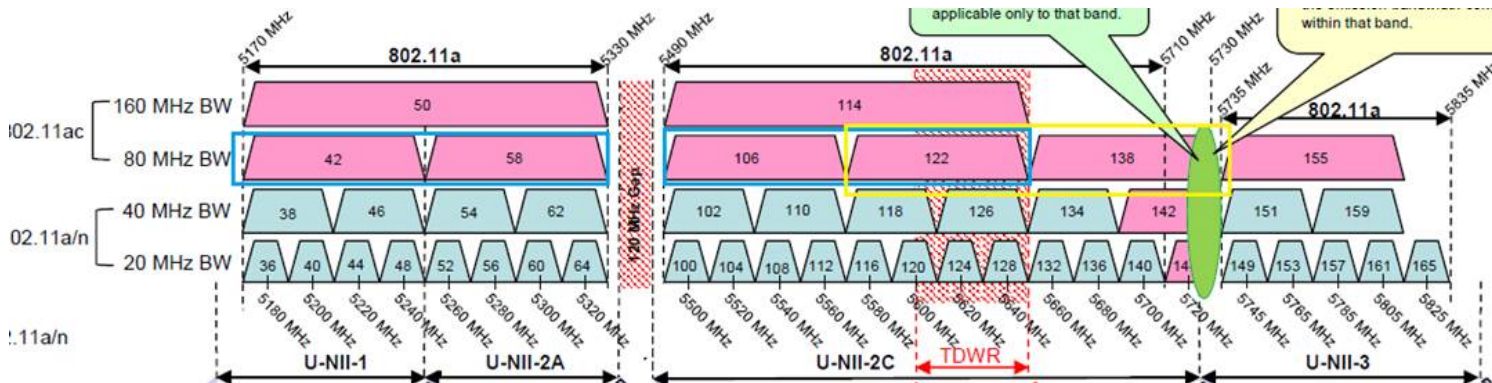 applicable only to that band.
within that band.
5170 MHz
5330 MHz
5490 MHz
5710 MHz
5730 MHz
5735 MHz
5835 MHz
802.11a
802.11a
802.11a
160 MHz BW
50
114
02.11ac
80 MHz BW
42
58
106
122
138
155
120 MHz Gap
40 MHz BW
38
46
54
62
102
110
118
126
134
142
151
159
02.11a/n
20 MHz BW
36
40
44
48
52
56
60
64
100
104
108
112
116
120
124
128
132
136
140
14
149
153
157
161
165
5180 MHz
5200 MHz
5220 MHz
5240 MHz
5260 MHz
5280 MHz
5300 MHz
5320 MHz
5500 MHz
5520 MHz
5540 MHz
5560 MHz
5580 MHz
5600 MHz
5620 MHz
5640 MHz
5660 MHz
5680 MHz
5700 MHz
5720 MHz
5745 MHz
5765 MHz
5785 MHz
5805 MHz
5825 MHz
.11a/n
U-NII-1
U-NII-2A
U-NII-2C
TDWR
U-NII-3